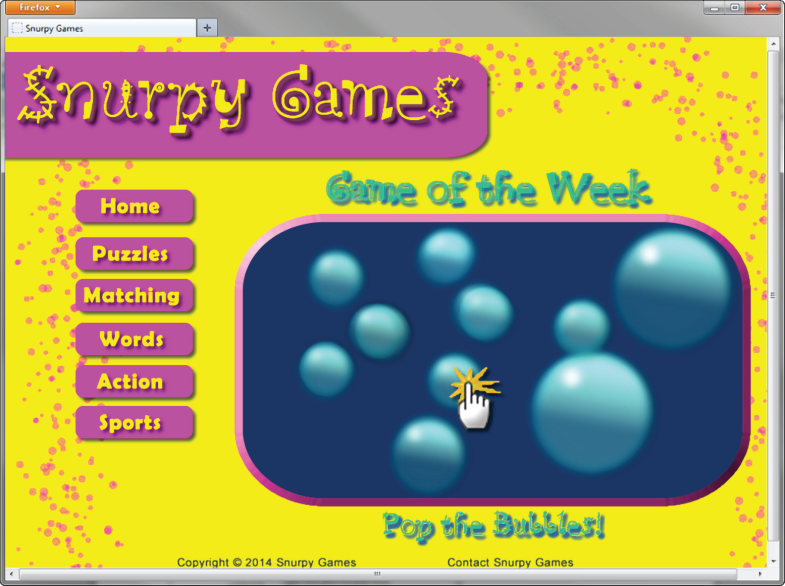 Firefox
Snurpy Games
Snurpy Games
Game of the Week
Home
Puzzles
Matching
Words
Action
Sports
Pop the Bubbles!
Copyright © 2014 Snurpy Games
Contact Snurpy Games